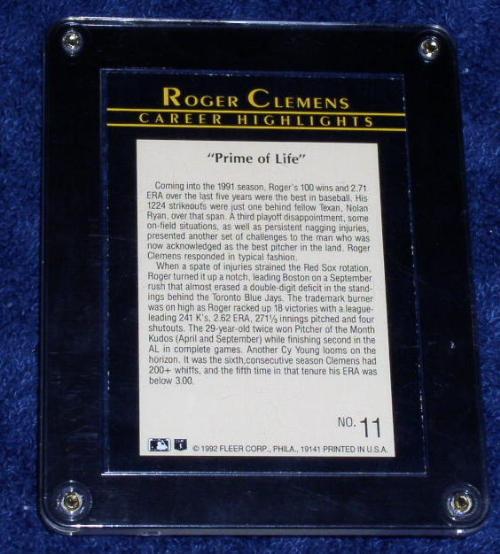 ROGER CLEMENS
CAREER HIGHLIGHTS
"Prime of Life"
Coming into the 1991 season, Roger's 100 wins and 2.71
ERA over the last five years were the best in baseball. His
1224 strikeouts were just one behind fellow Texan, Nolan
Ryan, over that span. A third playoff disappointment, some
on-field situations, as well as persistent nagging injuries,
presented another set of challenges to the man who was
now acknowledged as the best pitcher in the land. Roger
Clemens responded in typical fashion.
When a spate of injuries strained the Red Sox rotation,
Roger turned it up a notch, leading Boston on a September
rush that almost erased a double-digit deficit in the stand-
ings behind the Toronto Blue Jays. The trademark burner
was on high as Roger racked up 18 victories with a league-
leading 241 K's, 2.62 ERA, 271⅓ innings pitched and four
shutouts. The 29-year-old twice won Pitcher of the Month
Kudos (April and September) while finishing second in the
AL in complete games. Another Cy Young looms on the
horizon. It was the sixth consecutive season Clemens had
200+ whiffs, and the fifth time in that tenure his ERA was
below 3.00.
NO. 11
© 1992 FLEER CORP., PHILA., 19141 PRINTED IN U.S.A.